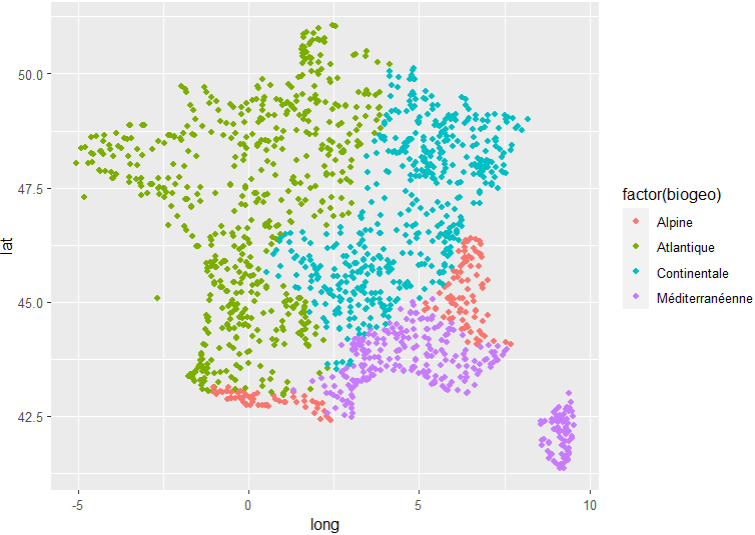 50.0
47.5
45.0
42.5
lat
-5
0
5
10
long
factor(biogeo)
Alpine
Atlantique
Continentale
Méditerranéenne